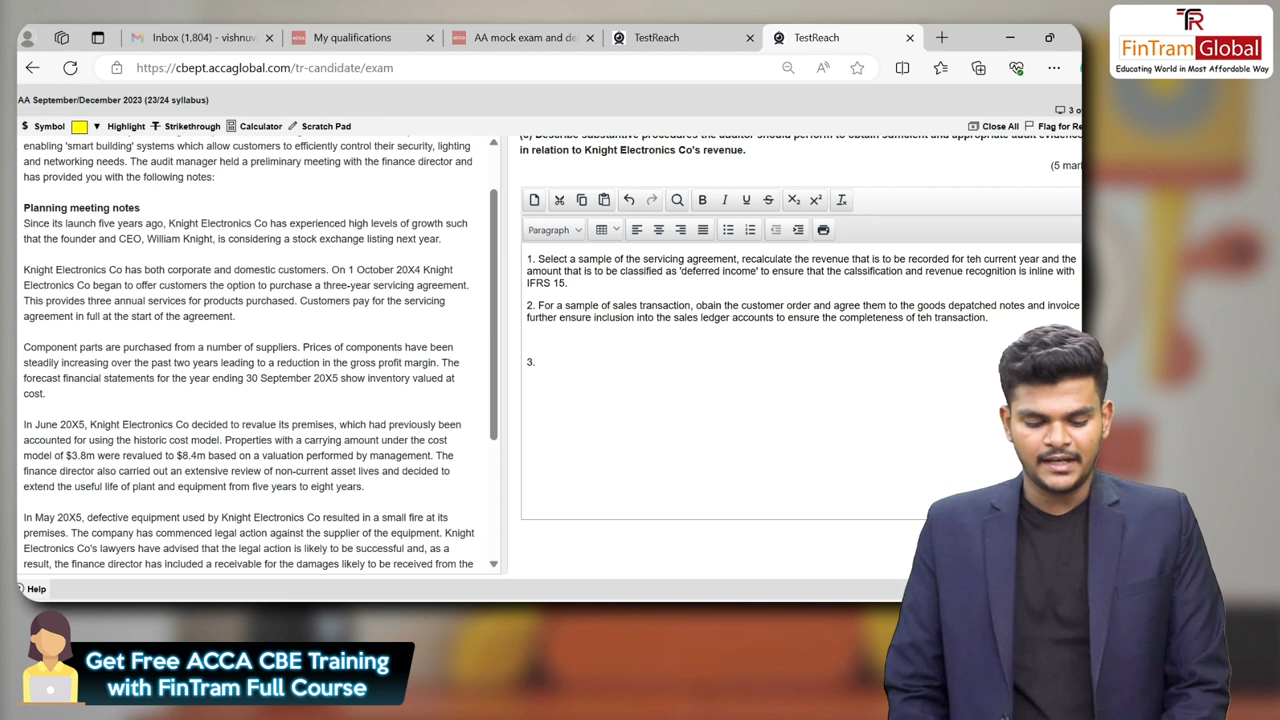 Inbox (1,804) - vishnuv
My qualifications
AA mock exam and de
TestReach
TestReach
FinTram Global
Educating World in Most Affordable Way
https://cbept.accaglobal.com/tr-candidate/exam
AA September/December 2023 (23/24 syllabus)
3 o
$ Symbol
Highlight
Strikethrough
Calculator
Scratch Pad
Close All
Flag for Re
enabling 'smart building' systems which allow customers to efficiently control their security, lighting
and networking needs. The audit manager held a preliminary meeting with the finance director and
has provided you with the following notes:
Planning meeting notes
Since its launch five years ago, Knight Electronics Co has experienced high levels of growth such
that the founder and CEO, William Knight, is considering a stock exchange listing next year.
Knight Electronics Co has both corporate and domestic customers. On 1 October 20X4 Knight
Electronics Co began to offer customers the option to purchase a three-year servicing agreement.
This provides three annual services for products purchased. Customers pay for the servicing
agreement in full at the start of the agreement.
Component parts are purchased from a number of suppliers. Prices of components have been
steadily increasing over the past two years leading to a reduction in the gross profit margin. The
forecast financial statements for the year ending 30 September 20X5 show inventory valued at
cost.
In June 20X5, Knight Electronics Co decided to revalue its premises, which had previously been
accounted for using the historic cost model. Properties with a carrying amount under the cost
model of $3.8m were revalued to $8.4m based on a valuation performed by management. The
finance director also carried out an extensive review of non-current asset lives and decided to
extend the useful life of plant and equipment from five years to eight years.
In May 20X5, defective equipment used by Knight Electronics Co resulted in a small fire at its
premises. The company has commenced legal action against the supplier of the equipment. Knight
Electronics Co's lawyers have advised that the legal action is likely to be successful and, as a
result, the finance director has included a receivable for the damages likely to be received from the
Describe substantive procedures the auditor should perform to obtain sufficient and appropriate audit eviden
in relation to Knight Electronics Co's revenue.
(5 mar
Paragraph
1. Select a sample of the servicing agreement, recalculate the revenue that is to be recorded for teh current year and the
amount that is to be classified as 'deferred income' to ensure that the calssification and revenue recognition is inline with
IFRS 15.
2. For a sample of sales transaction, obain the customer order and agree them to the goods depatched notes and invoice
further ensure inclusion into the sales ledger accounts to ensure the completeness of teh transaction.
3.
Help
Get Free ACCA CBE Training
with FinTram Full Course